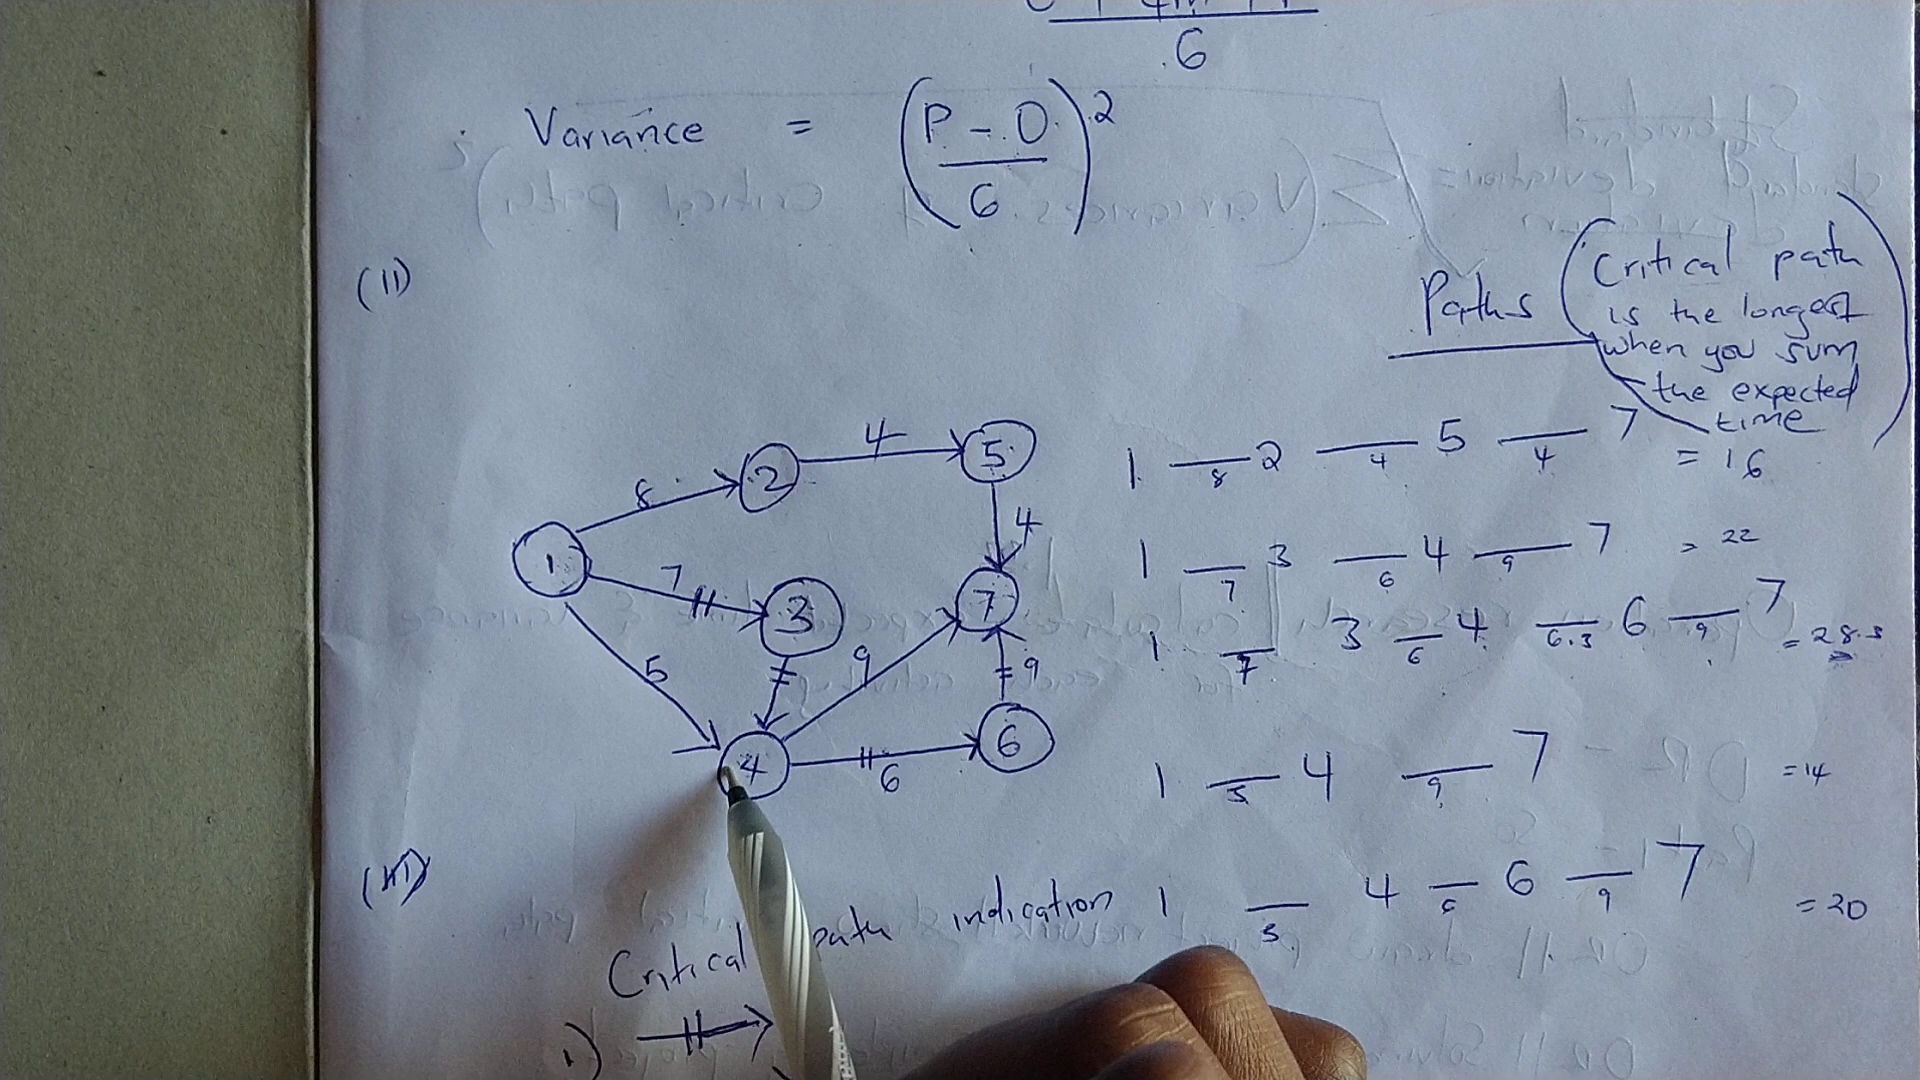 6
Variance = (P - O / 6)²
(II)
Paths (Critical path
is the longest
when you sum
the expected
time)
1 8 2 4 5 4 7 = 16
1 7 3 6 4 9 7 = 22
1 7 3 6 4 6.3 6 9 7 = 28.3
1 5 4 9 7 = 14
1 5 4 6 6 9 7 = 20
8 2 4 5
1 4
7 3 7
5 9 9
4 6 6
Critical path indication
1)